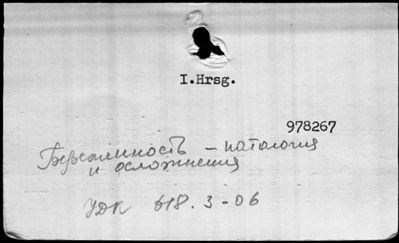 I.Hrsg.
978267
Беременность - патология
и осложнения
УДК 618.3-06